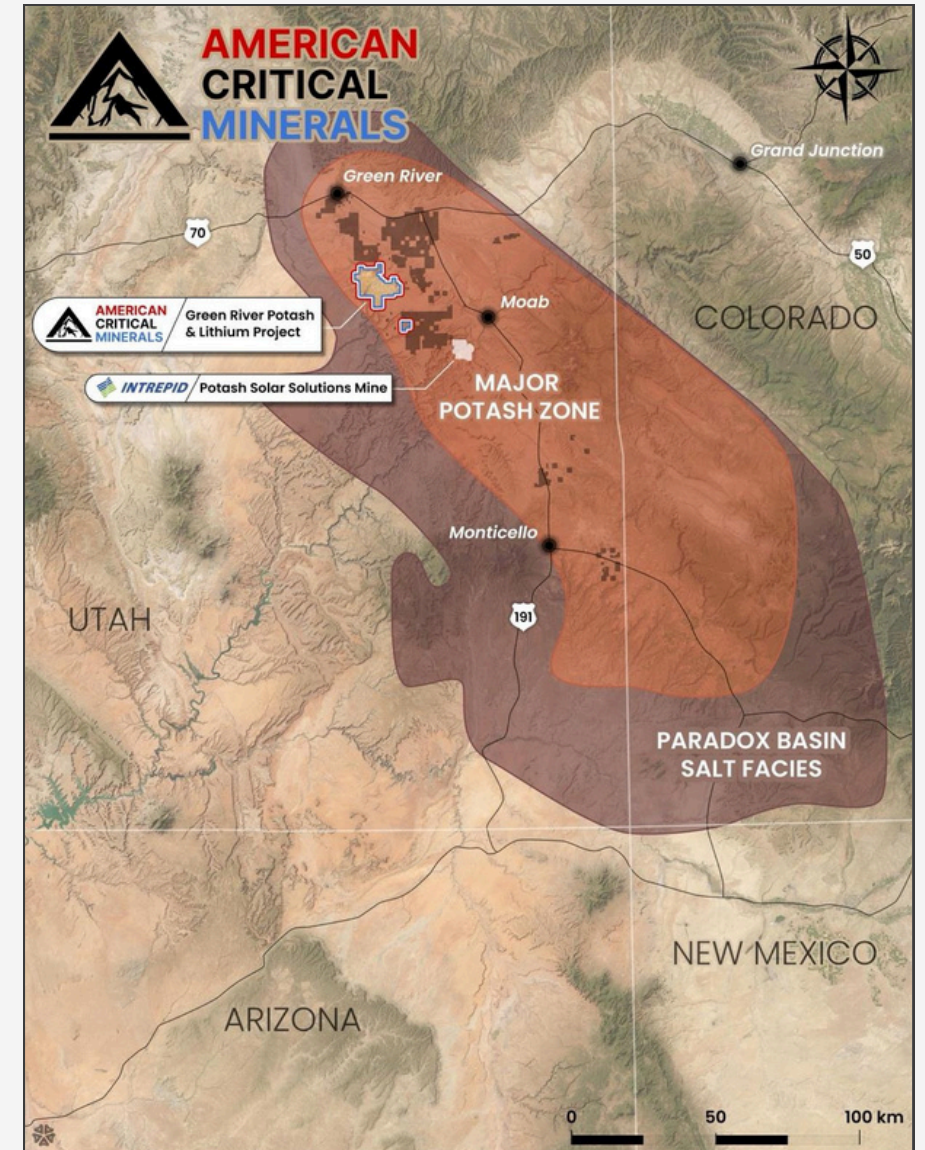 AMERICAN
CRITICAL
MINERALS
Grand Junction
Green River
70
50
Moab
COLORADO
AMERICAN
CRITICAL
MINERALS
Green River Potash
& Lithium Project
INTREPID
Potash Solar Solutions Mine
MAJOR
POTASH ZONE
Monticello
UTAH
191
PARADOX BASIN
SALT FACIES
NEW MEXICO
ARIZONA
0 50 100 km